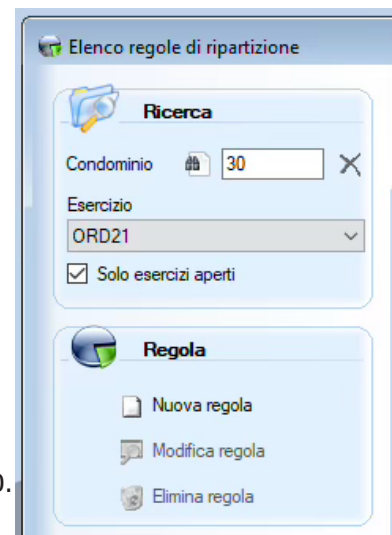 Elenco regole di ripartizione
Ricerca
Condominio 30
Esercizio
ORD21
Solo esercizi aperti
Regola
Nuova regola
Modifica regola
Elimina regola